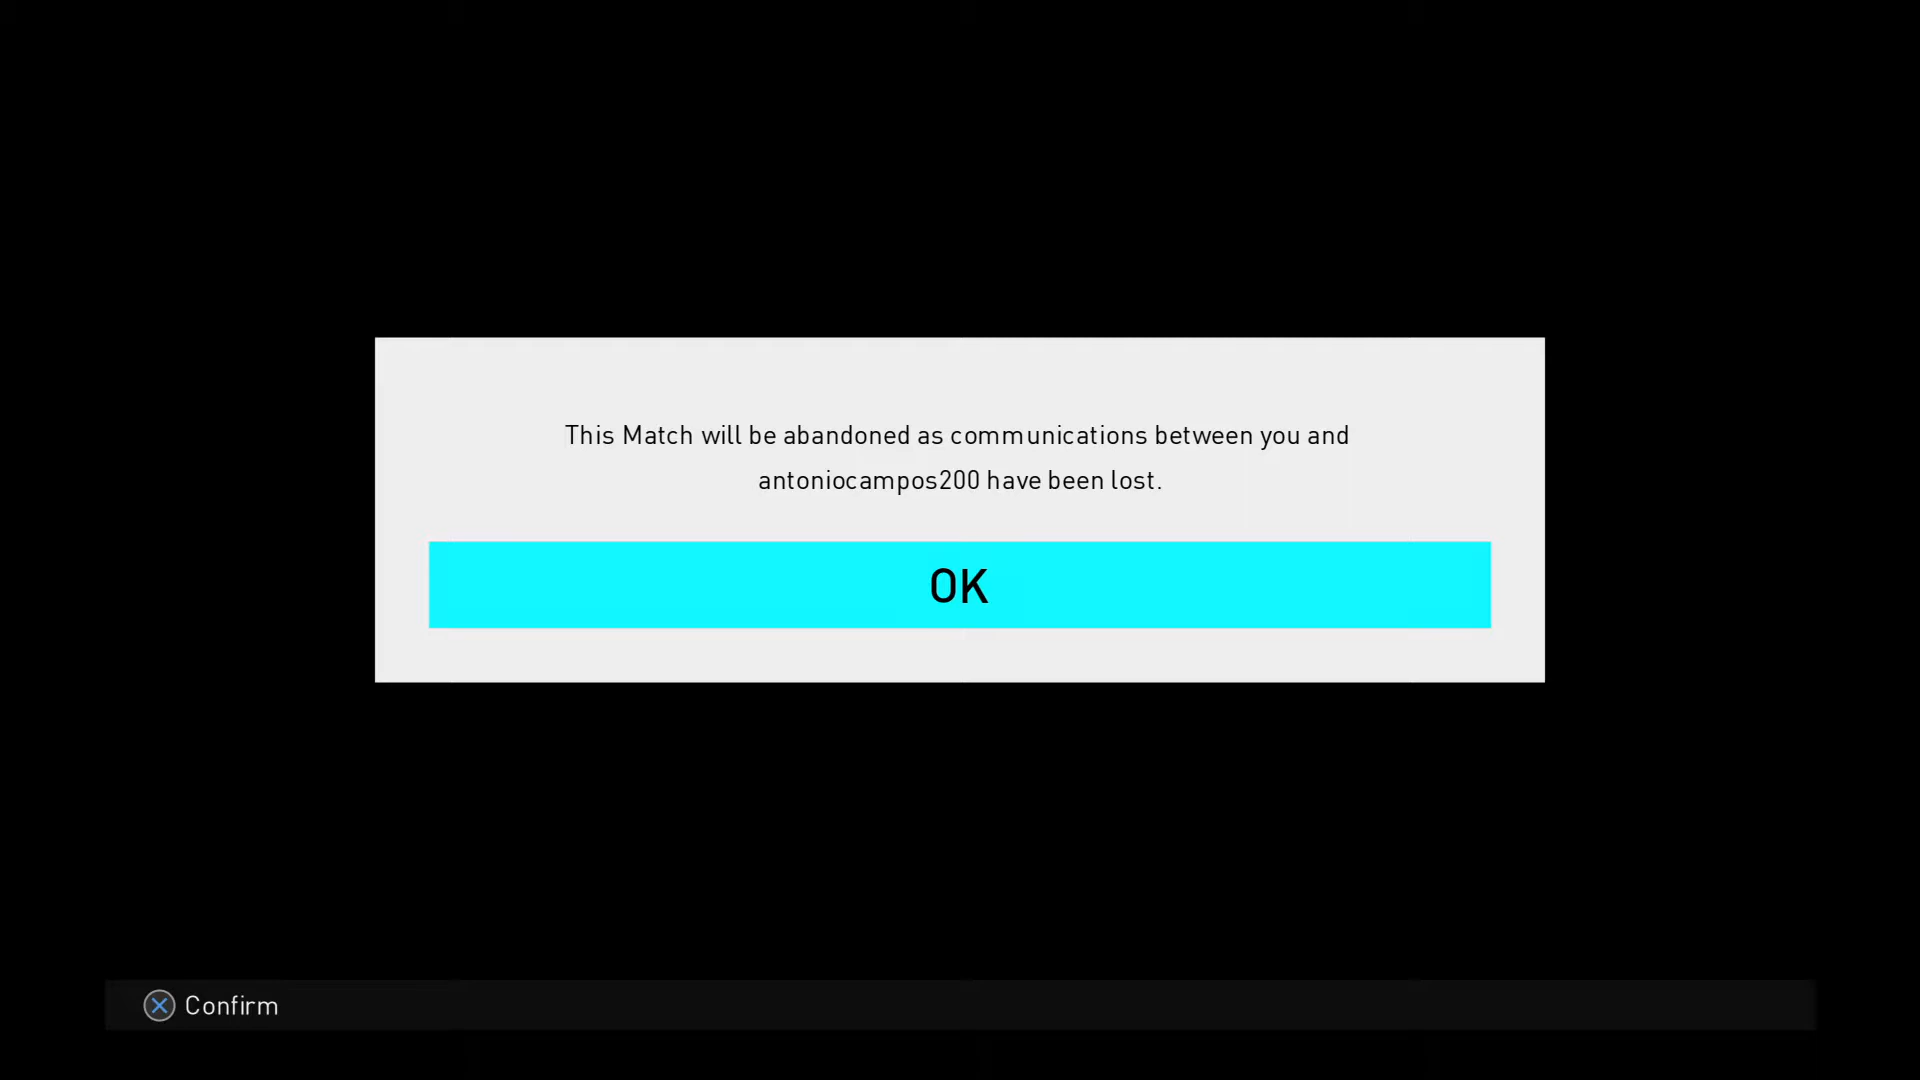 This Match will be abandoned as communications between you and
antoniocampos200 have been lost.
OK
Confirm